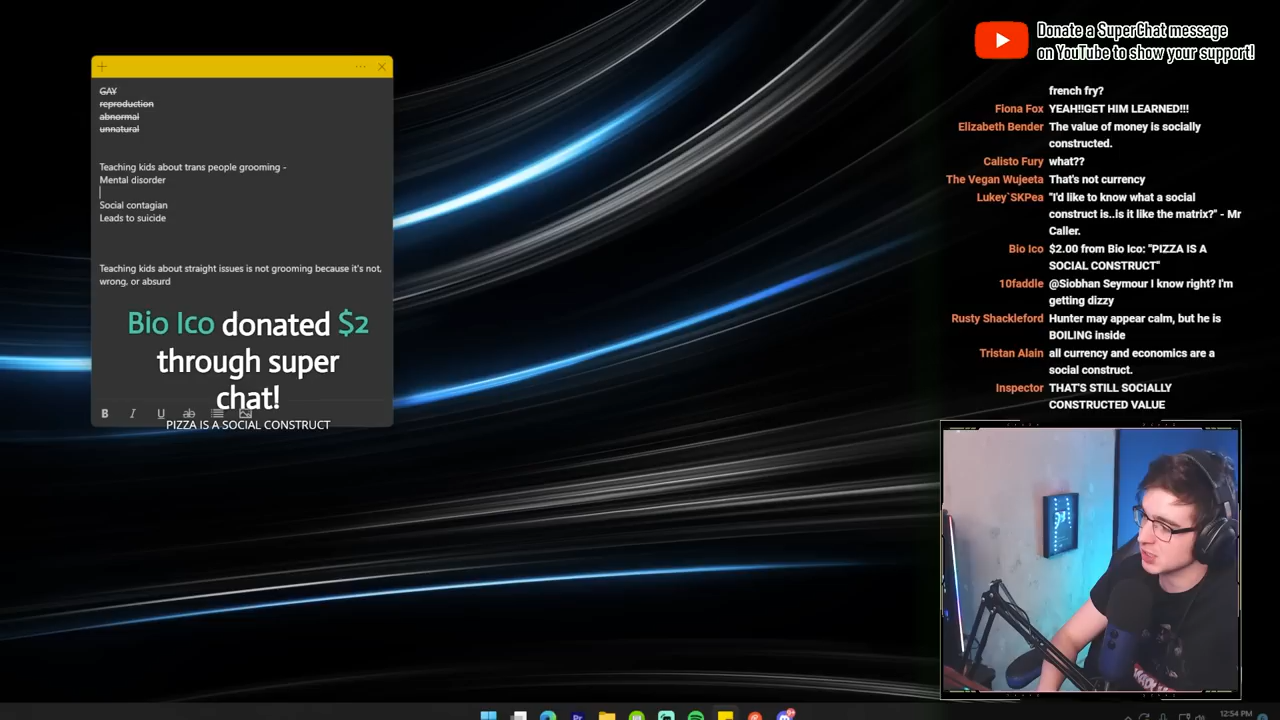 Donate a SuperChat message
on YouTube to show your support!
GAY
reproduction
abnormal
unnatural
Teaching kids about trans people grooming -
Mental disorder
Social contagian
Leads to suicide
Teaching kids about straight issues is not grooming because it's not,
wrong, or absurd
Bio Ico donated $2
through super
chat!
B I U ab
PIZZA IS A SOCIAL CONSTRUCT
french fry?
Fiona Fox YEAH!!GET HIM LEARNED!!!
Elizabeth Bender The value of money is socially
constructed.
Calisto Fury what??
The Vegan Wujeeta That's not currency
Lukey`SKPea "I'd like to know what a social
construct is..is it like the matrix?" - Mr
Caller.
Bio Ico $2.00 from Bio Ico: "PIZZA IS A
SOCIAL CONSTRUCT"
10faddle @Siobhan Seymour I know right? I'm
getting dizzy
Rusty Shackleford Hunter may appear calm, but he is
BOILING inside
Tristan Alain all currency and economics are a
social construct.
Inspector THAT'S STILL SOCIALLY
CONSTRUCTED VALUE
12:54 PM